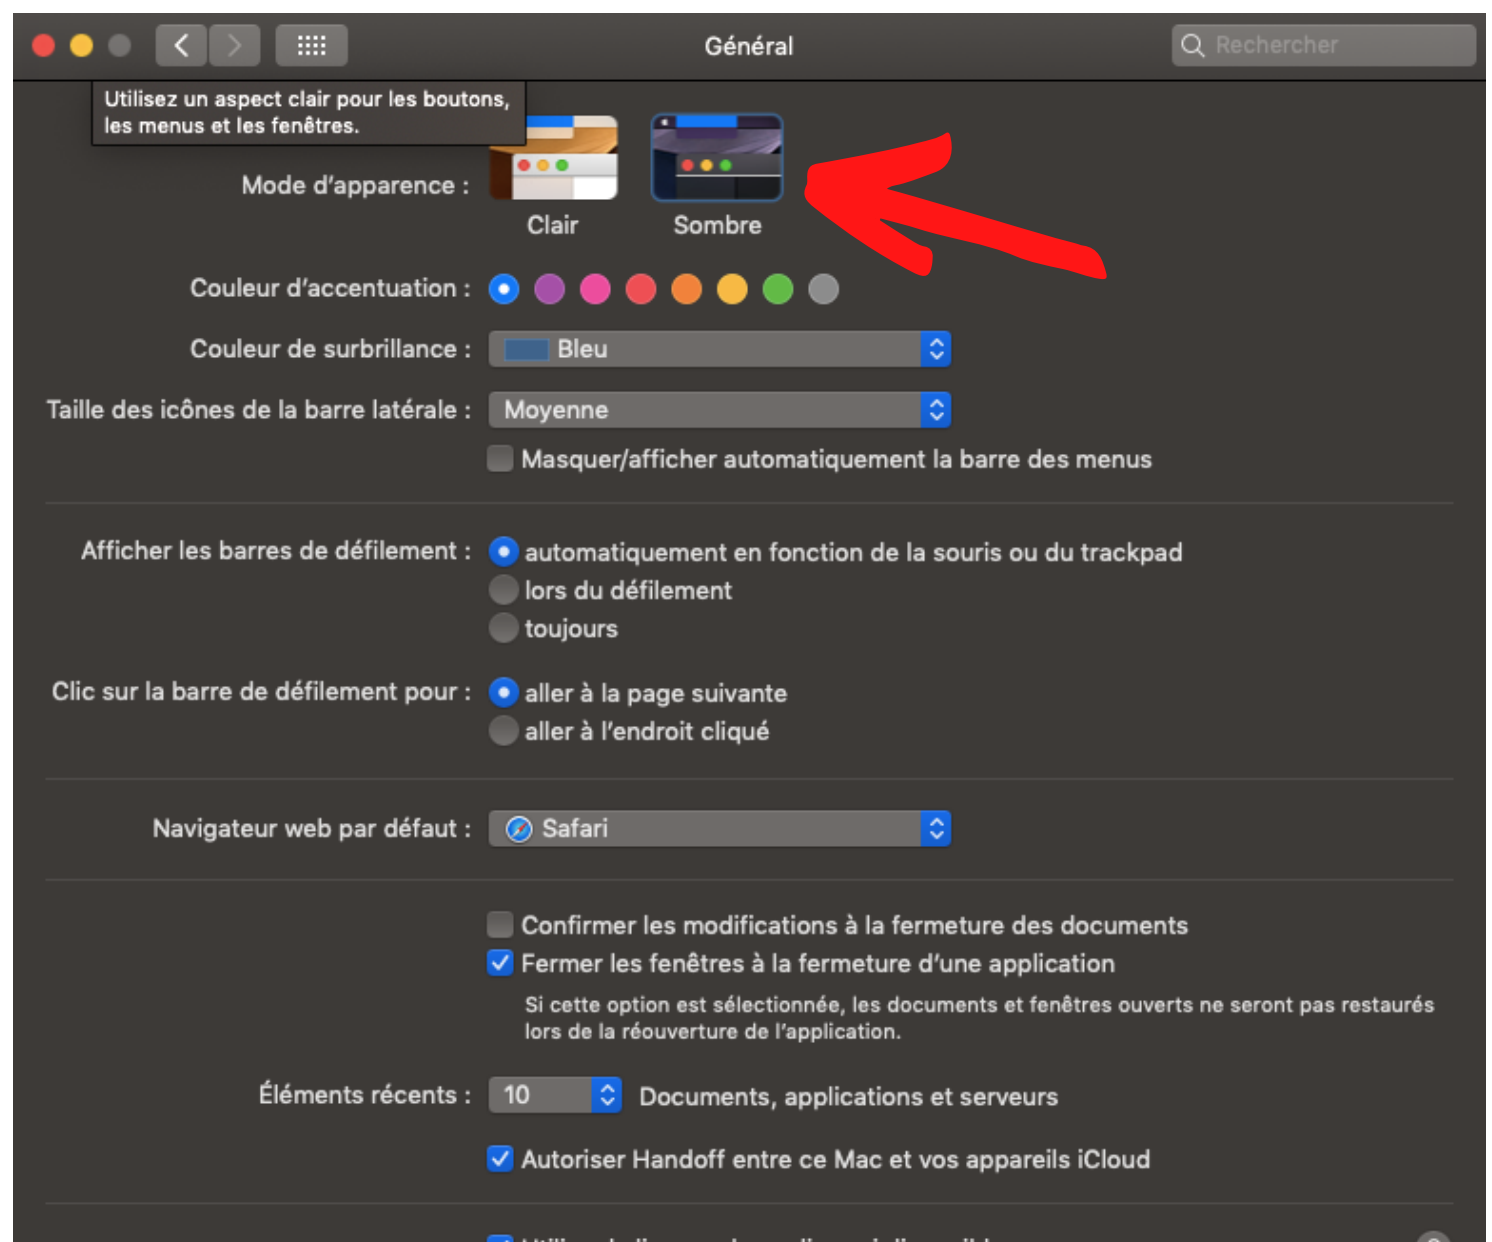 Général
Rechercher
Utilisez un aspect clair pour les boutons,
les menus et les fenêtres.
Mode d'apparence :
Clair
Sombre
Couleur d'accentuation :
Couleur de surbrillance : Bleu
Taille des icônes de la barre latérale : Moyenne
Masquer/afficher automatiquement la barre des menus
Afficher les barres de défilement : automatiquement en fonction de la souris ou du trackpad
lors du défilement
toujours
Clic sur la barre de défilement pour : aller à la page suivante
aller à l'endroit cliqué
Navigateur web par défaut : Safari
Confirmer les modifications à la fermeture des documents
Fermer les fenêtres à la fermeture d'une application
Si cette option est sélectionnée, les documents et fenêtres ouverts ne seront pas restaurés
lors de la réouverture de l'application.
Éléments récents : 10 Documents, applications et serveurs
Autoriser Handoff entre ce Mac et vos appareils iCloud